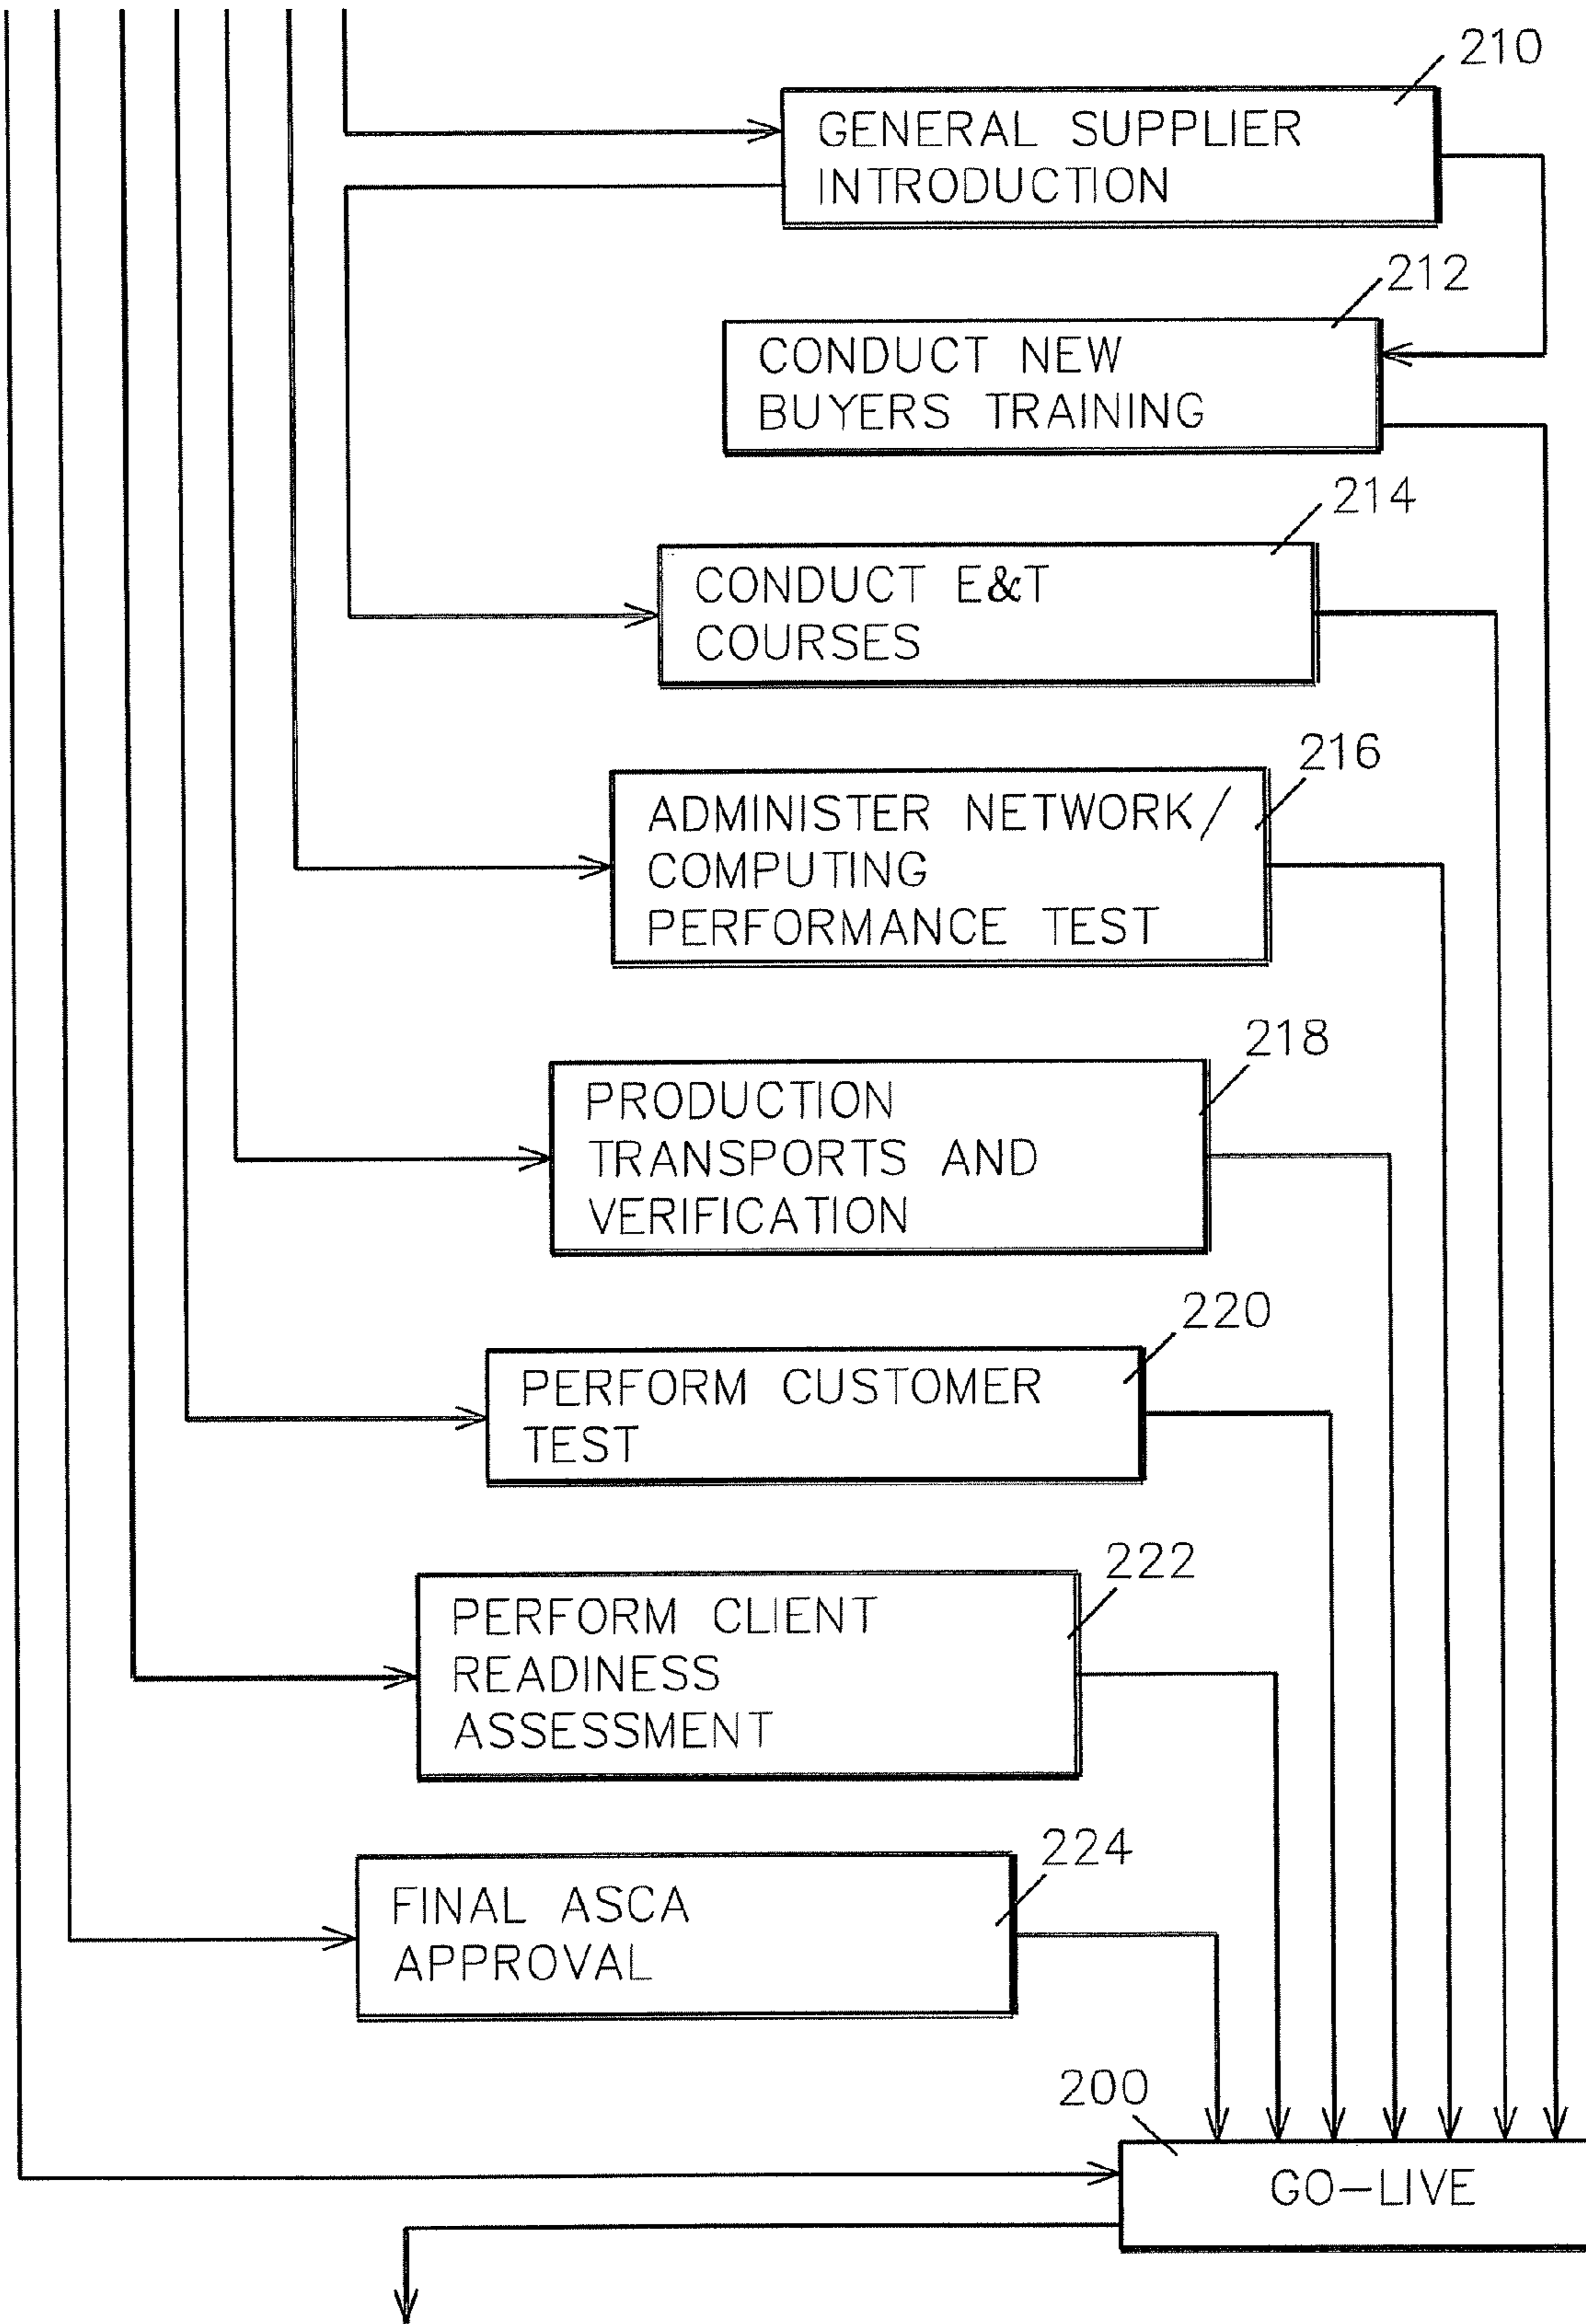 210
GENERAL SUPPLIER
INTRODUCTION
212
CONDUCT NEW
BUYERS TRAINING
214
CONDUCT E&T
COURSES
216
ADMINISTER NETWORK/
COMPUTING
PERFORMANCE TEST
218
PRODUCTION
TRANSPORTS AND
VERIFICATION
220
PERFORM CUSTOMER
TEST
222
PERFORM CLIENT
READINESS
ASSESSMENT
224
FINAL ASCA
APPROVAL
200
GO-LIVE